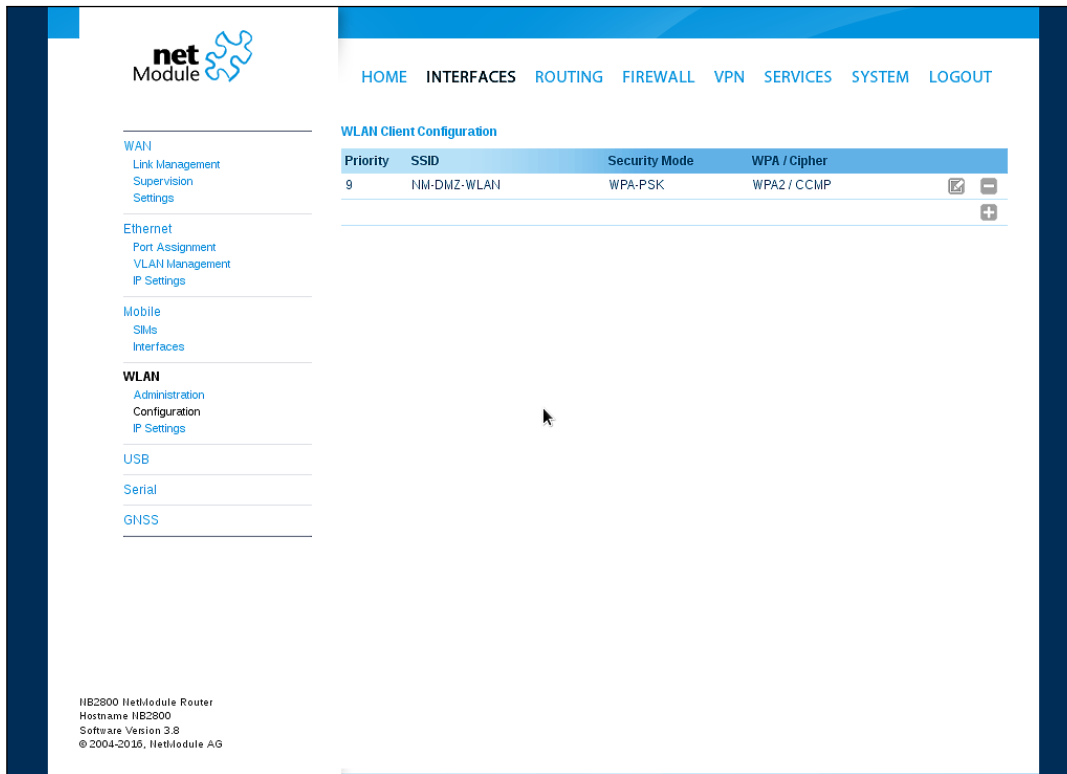 net
Module
HOME INTERFACES ROUTING FIREWALL VPN SERVICES SYSTEM LOGOUT
WAN
Link Management
Supervision
Settings
Ethernet
Port Assignment
VLAN Management
IP Settings
Mobile
SIMs
Interfaces
WLAN
Administration
Configuration
IP Settings
USB
Serial
GNSS
WLAN Client Configuration
Priority SSID Security Mode WPA / Cipher
9 NM-DMZ-WLAN WPA-PSK WPA2 / CCMP
NB2800 NetModule Router
Hostname NB2800
Software Version 3.8
© 2004-2016, NetModule AG